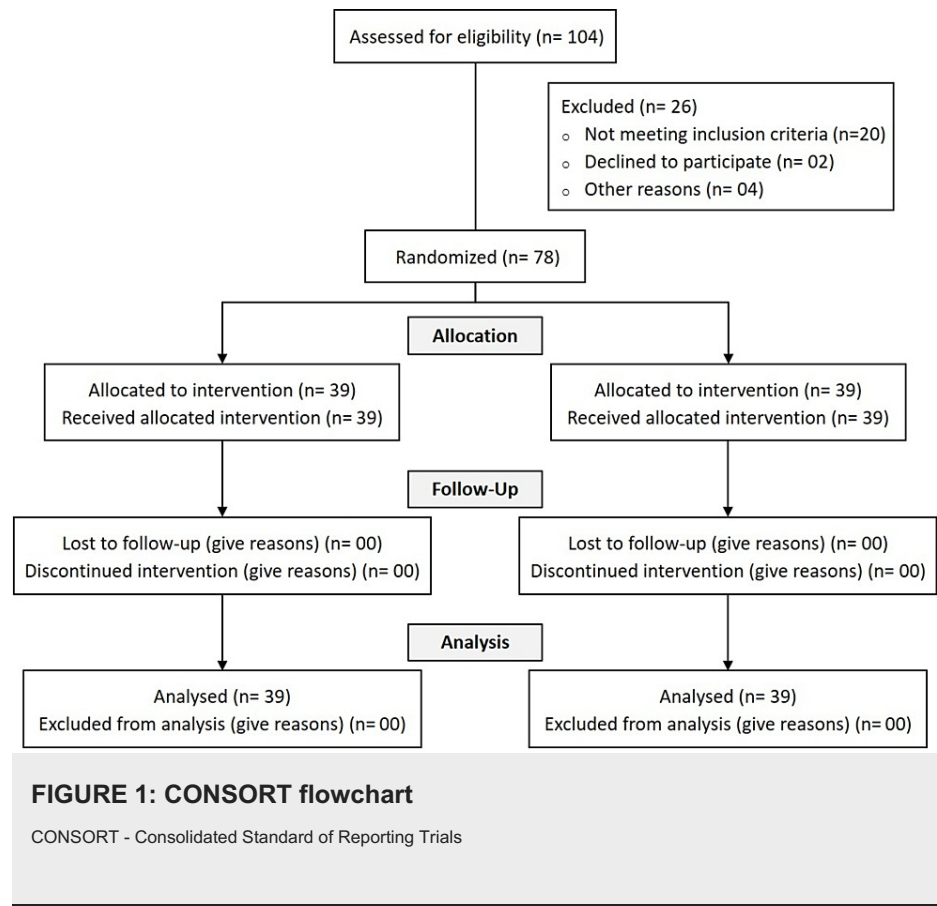 Assessed for eligibility (n= 104)
Excluded (n= 26)
○ Not meeting inclusion criteria (n=20)
○ Declined to participate (n= 02)
○ Other reasons (n= 04)
Randomized (n= 78)
Allocation
Allocated to intervention (n= 39)
Received allocated intervention (n= 39)
Allocated to intervention (n= 39)
Received allocated intervention (n= 39)
Follow-Up
Lost to follow-up (give reasons) (n= 00)
Discontinued intervention (give reasons) (n= 00)
Lost to follow-up (give reasons) (n= 00)
Discontinued intervention (give reasons) (n= 00)
Analysis
Analysed (n= 39)
Excluded from analysis (give reasons) (n= 00)
Analysed (n= 39)
Excluded from analysis (give reasons) (n= 00)
FIGURE 1: CONSORT flowchart
CONSORT - Consolidated Standard of Reporting Trials